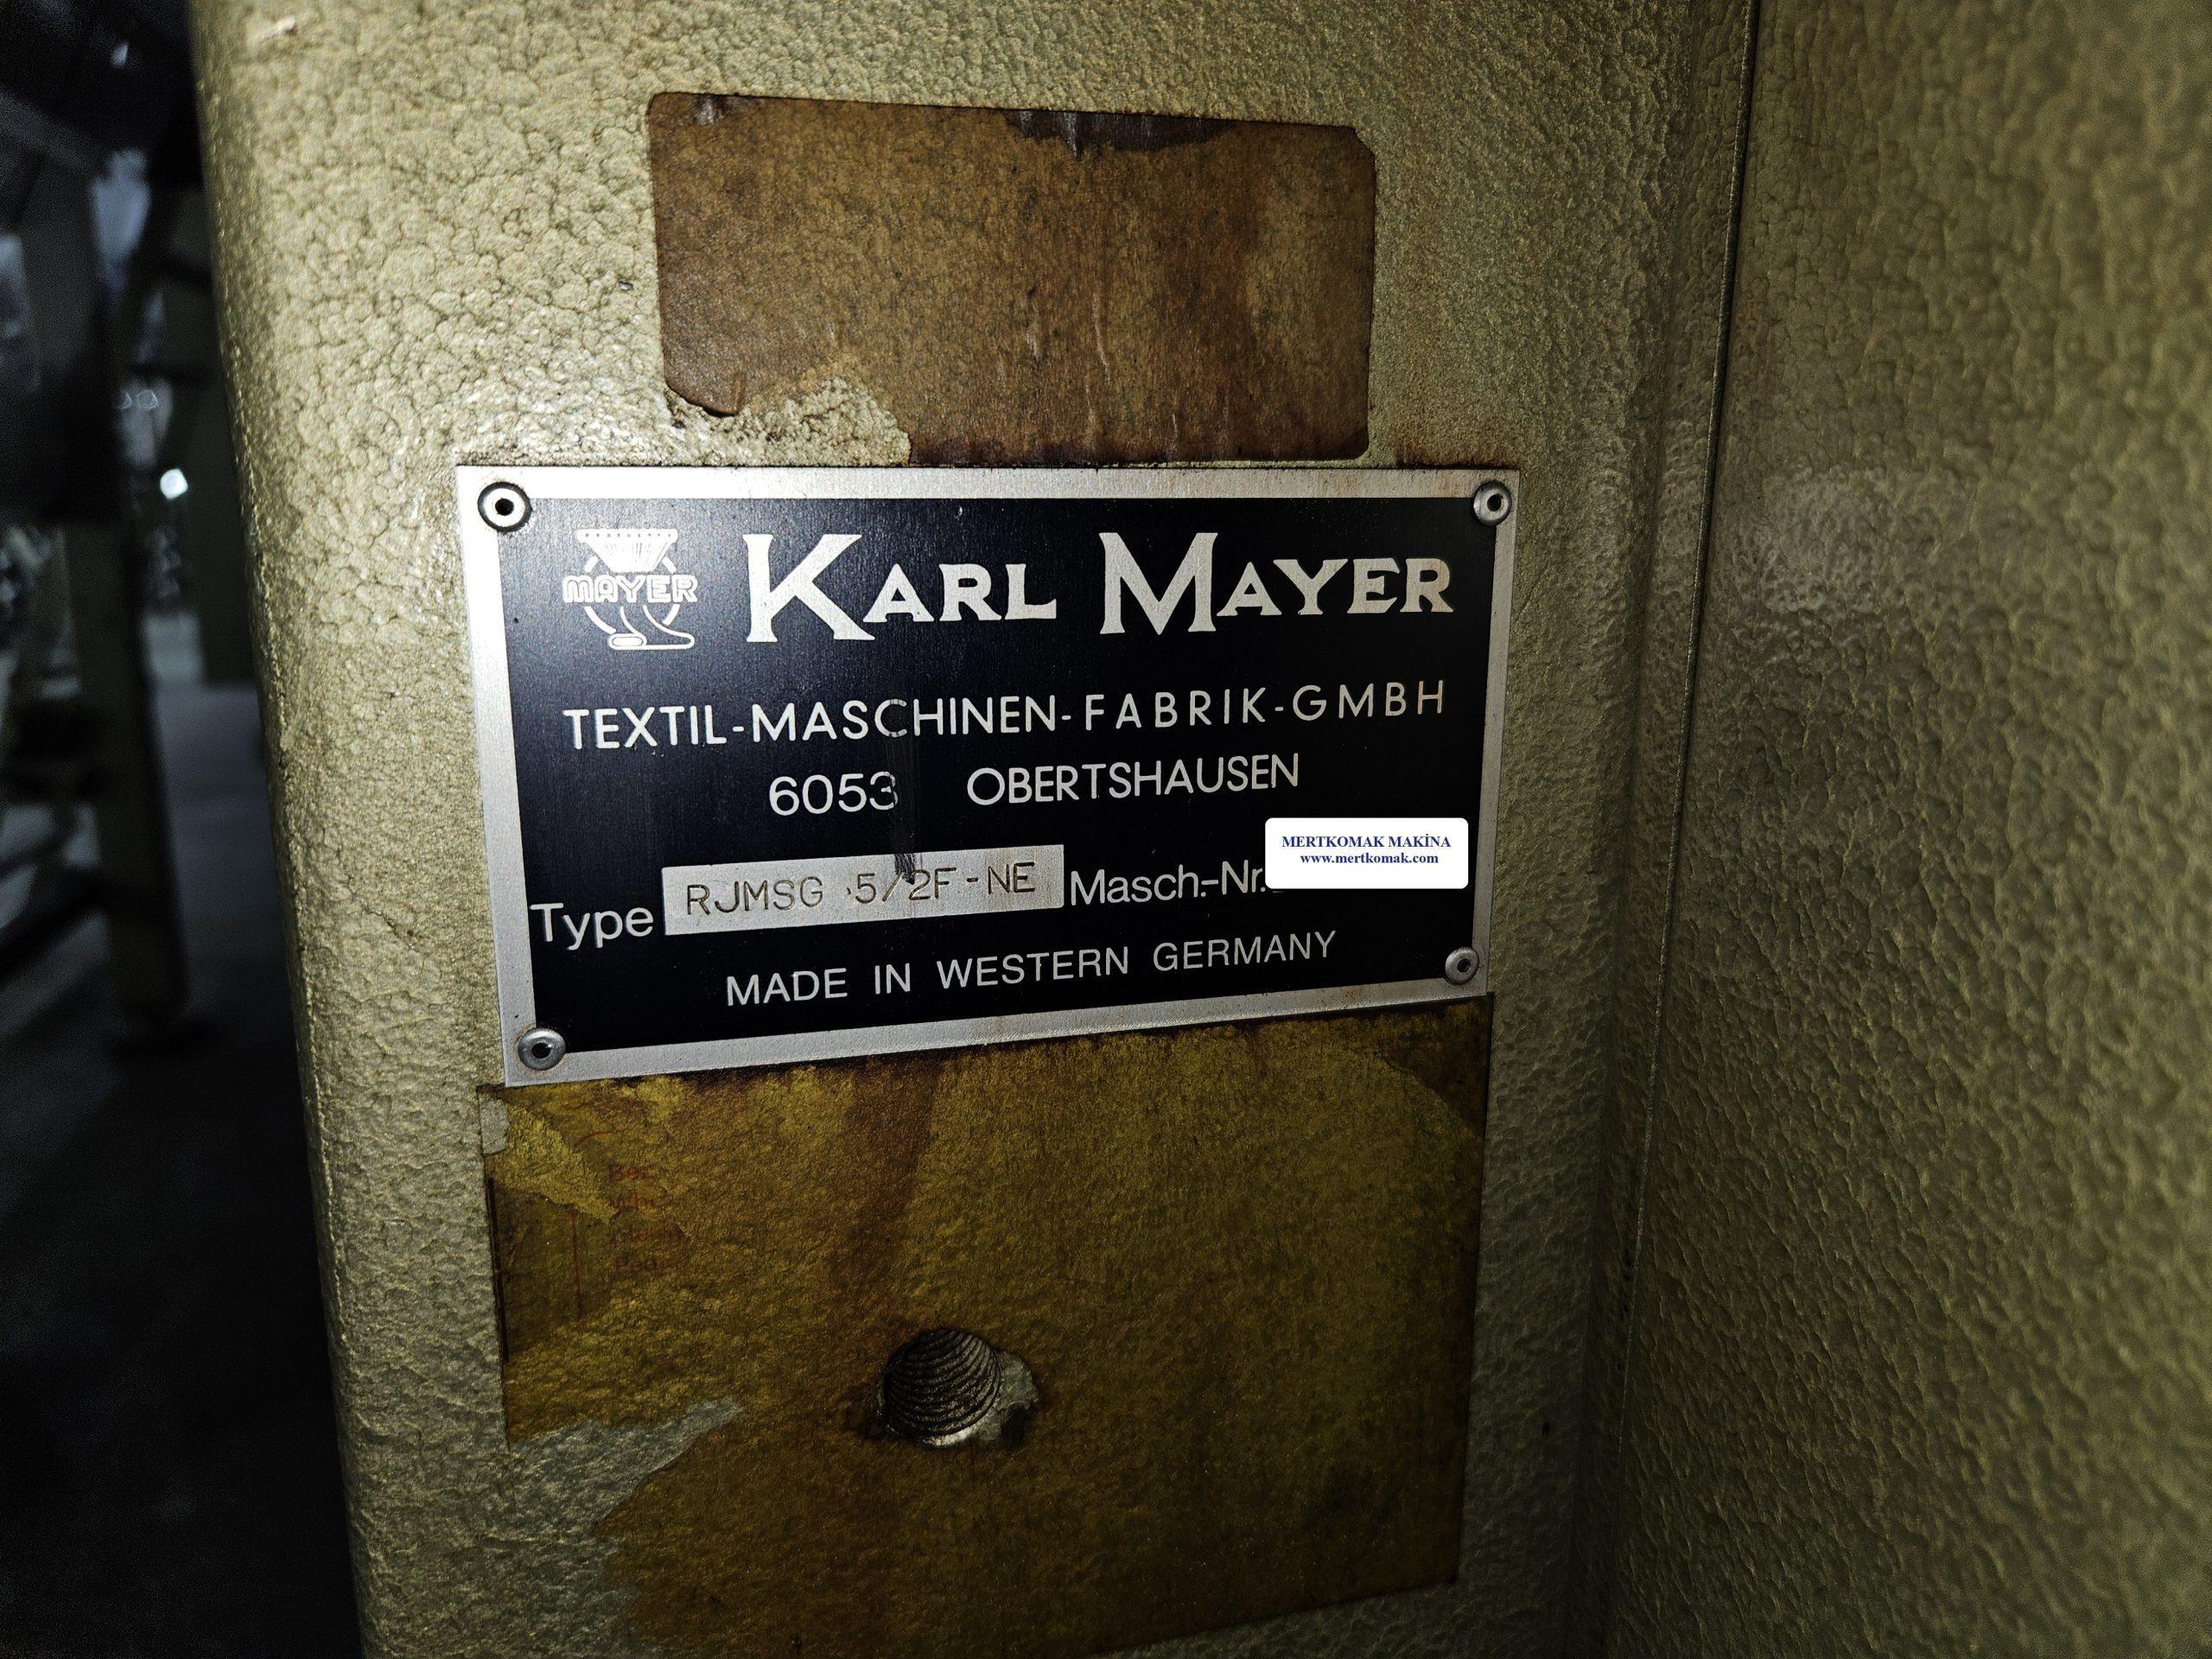 MAYER KARL MAYER
TEXTIL-MASCHINEN-FABRIK-GMBH
6053 OBERTSHAUSEN
Type RJMSG 5/2F-NE Masch.-Nr.
MERTKOMAK MAKİNA
www.mertkomak.com
MADE IN WESTERN GERMANY